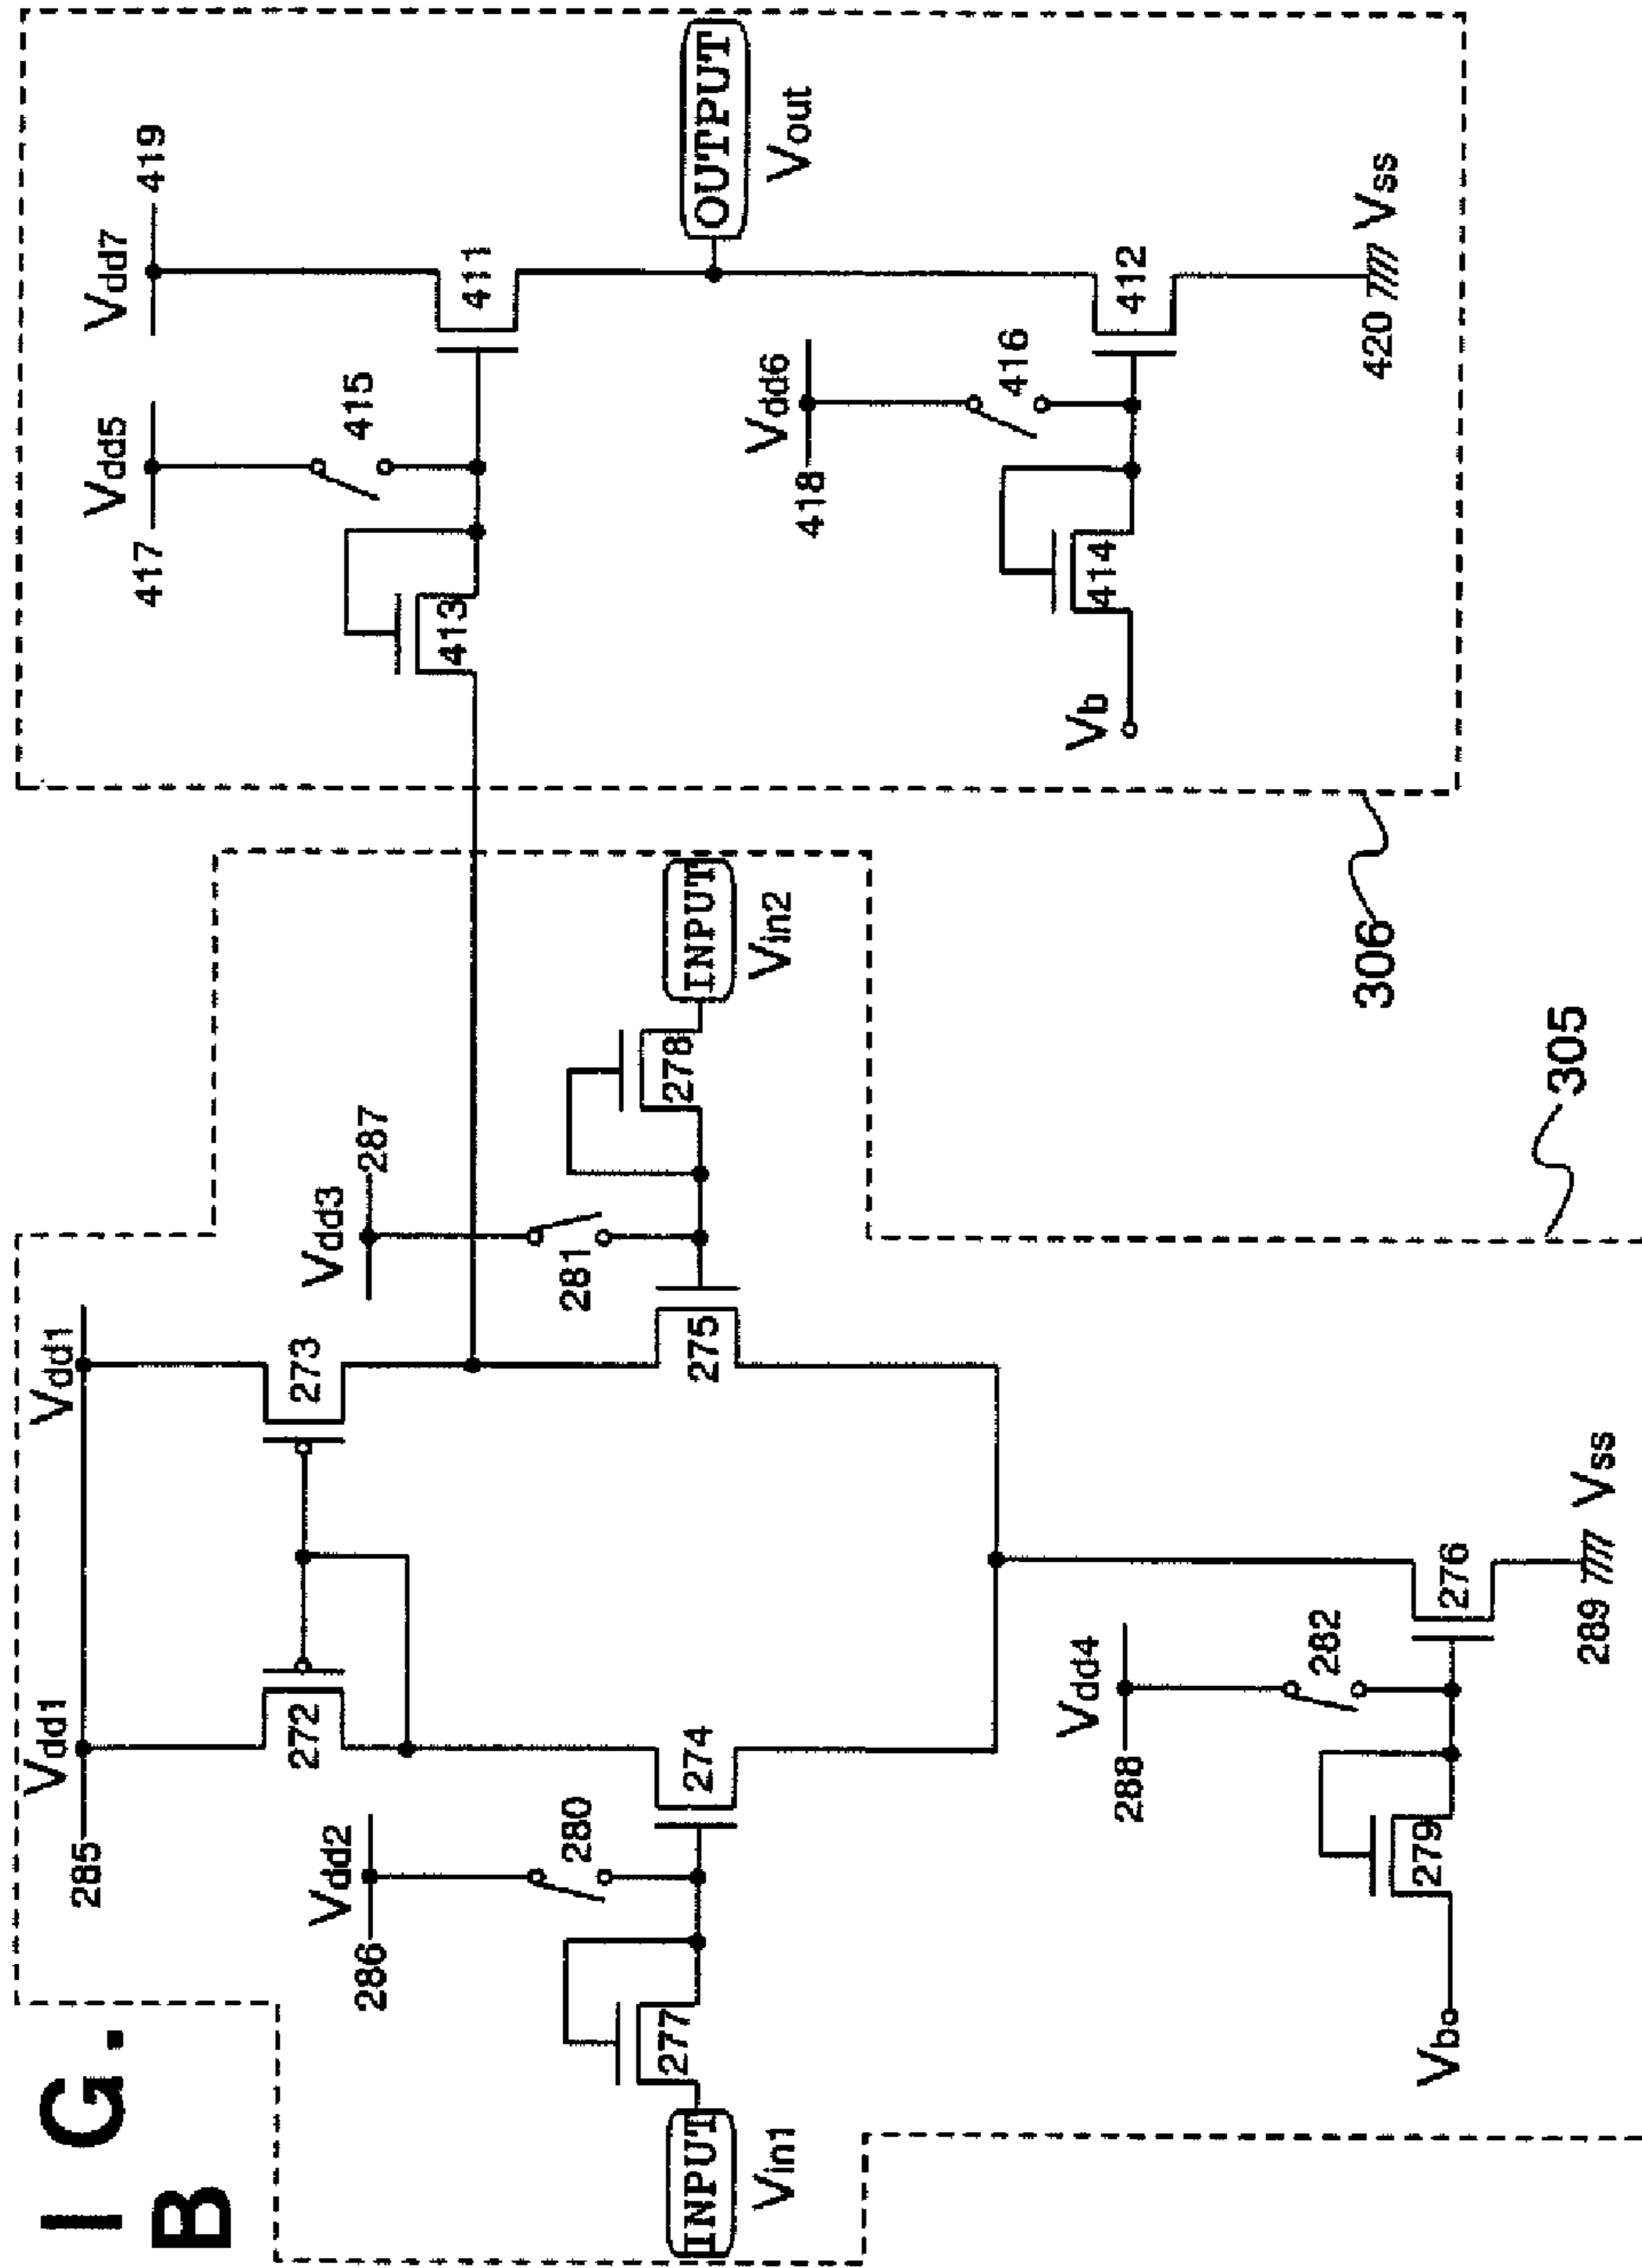 I G.
B
Vdd1
Vdd1
285
272
273
Vdd2
286
280
274
277
INPUT
Vin1
Vdd3
287
281
275
278
INPUT
Vin2
Vdd4
288
282
276
279
Vb
289
Vss
305
306
Vdd5
417
415
413
Vdd7
419
411
OUTPUT
Vout
Vdd6
418
416
412
414
Vb
420
Vss